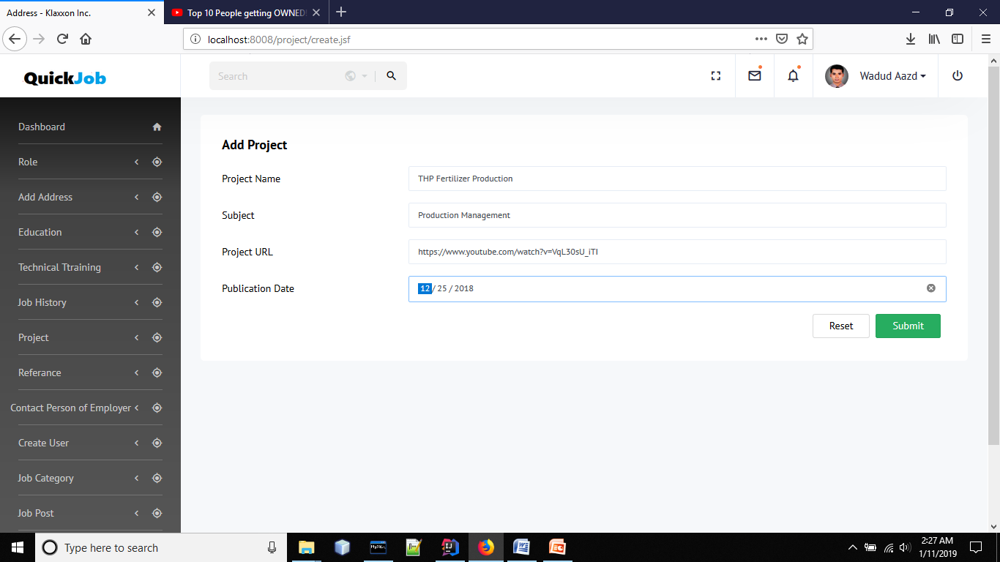 Address - Klaxxon Inc.
Top 10 People getting OWNED!
localhost:8008/project/create.jsf
QuickJob
Search
Wadud Aazd
Dashboard
Role
Add Address
Education
Technical Ttraining
Job History
Project
Referance
Contact Person of Employer
Create User
Job Category
Job Post
Add Project
Project Name
THP Fertilizer Production
Subject
Production Management
Project URL
https://www.youtube.com/watch?v=VqL30sU_iTI
Publication Date
12 / 25 / 2018
Reset
Submit
Type here to search
MySQL
2:27 AM
1/11/2019